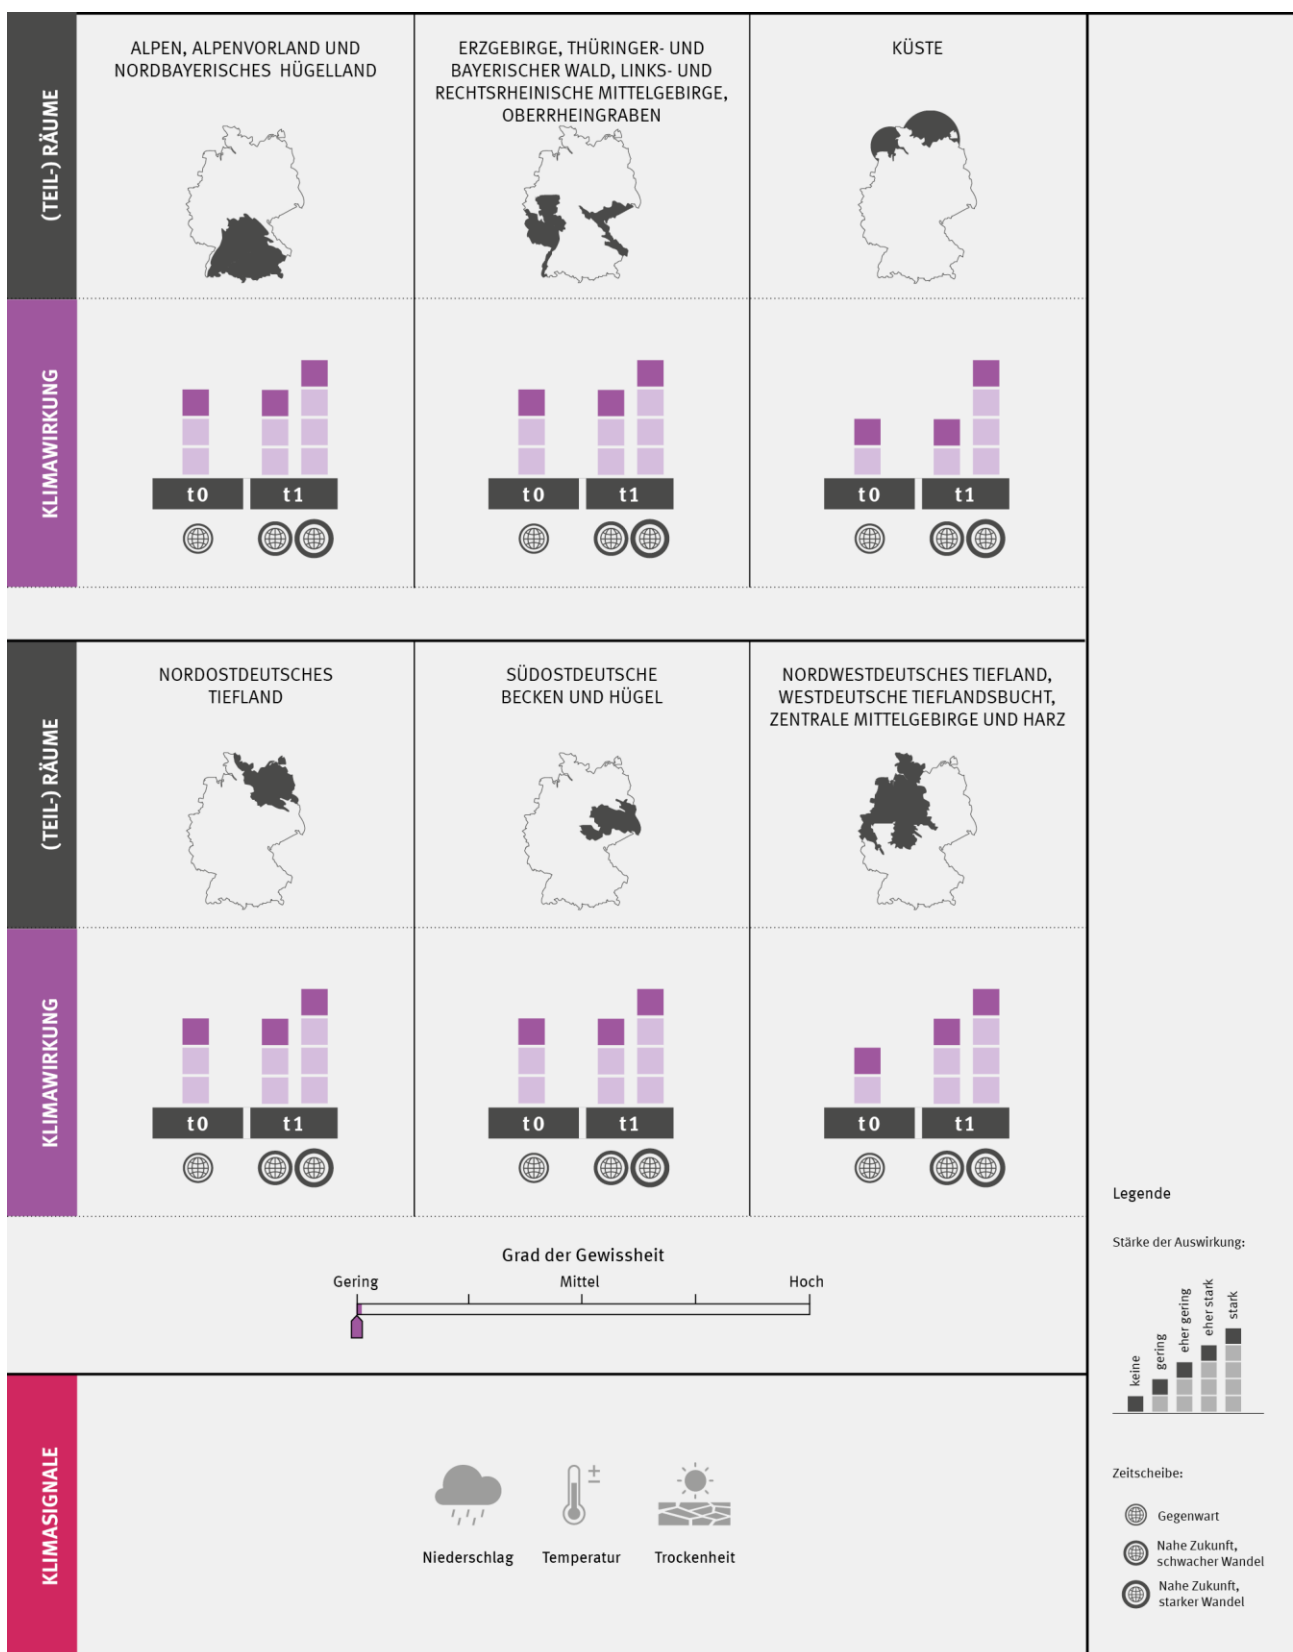 (TEIL-) RÄUME
ALPEN, ALPENVORLAND UND
NORDBAYERISCHES HÜGELLAND
ERZGEBIRGE, THÜRINGER- UND
BAYERISCHER WALD, LINKS- UND
RECHTSRHEINISCHE MITTELGEBIRGE,
OBERRHEINGRABEN
KÜSTE
KLIMAWIRKUNG
t0 t1
t0 t1
t0 t1
(TEIL-) RÄUME
NORDOSTDEUTSCHES
TIEFLAND
SÜDOSTDEUTSCHE
BECKEN UND HÜGEL
NORDWESTDEUTSCHES TIEFLAND,
WESTDEUTSCHE TIEFLANDSBUCHT,
ZENTRALE MITTELGEBIRGE UND HARZ
KLIMAWIRKUNG
t0 t1
t0 t1
t0 t1
Grad der Gewissheit
Gering Mittel Hoch
KLIMASIGNALE
±
Niederschlag Temperatur Trockenheit
Legende
Stärke der Auswirkung:
keine
gering
eher gering
eher stark
stark
Zeitscheibe:
Gegenwart
Nahe Zukunft,
schwacher Wandel
Nahe Zukunft,
starker Wandel